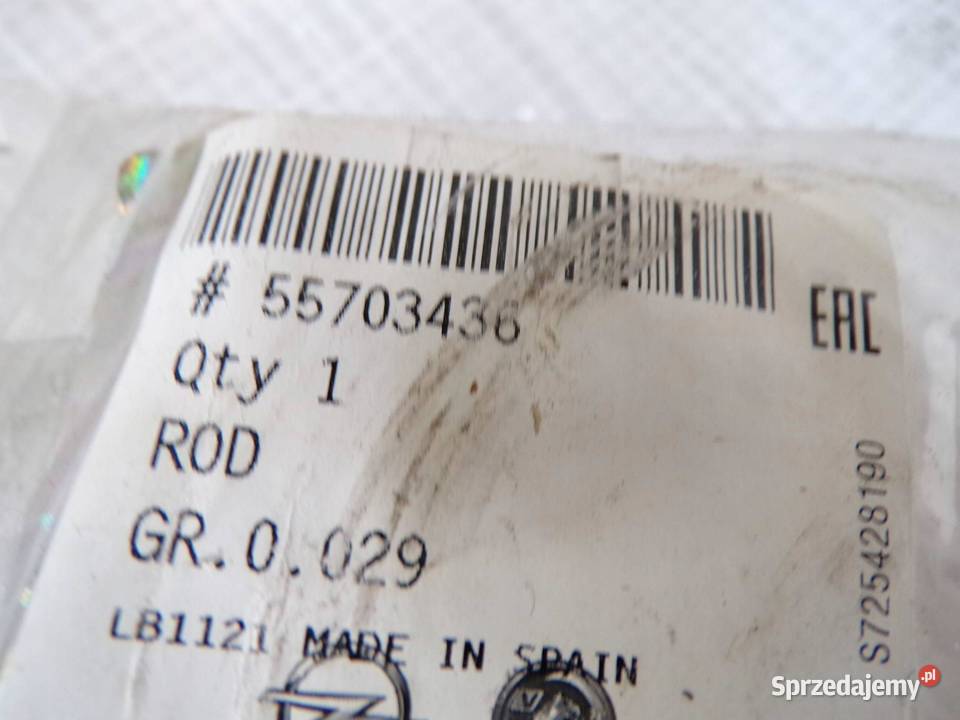 # 55703436
EAC
Qty 1
ROD
GR.0.029
S725428190
LB1121 MADE IN SPAIN
Sprzedajemy.pl